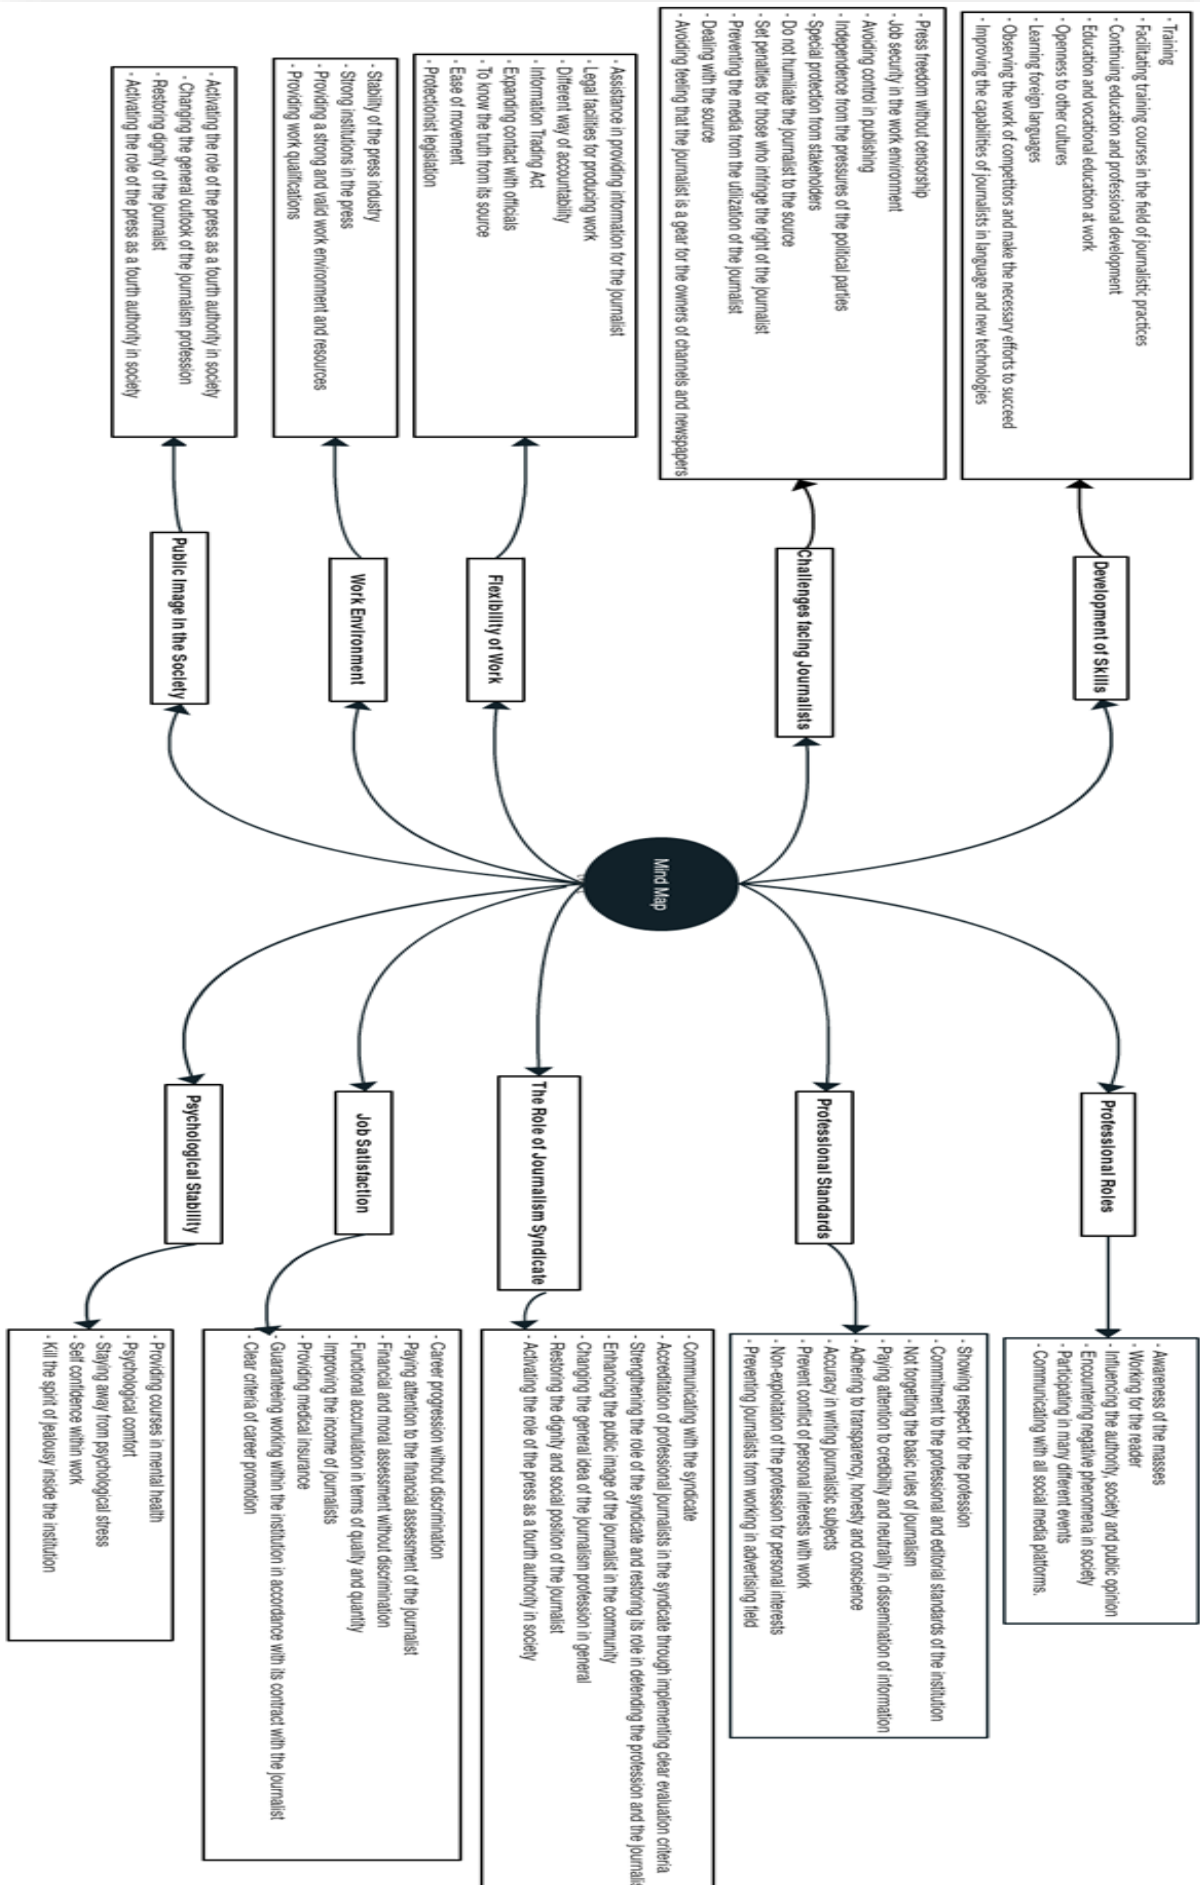 · Training
· Facilitating training courses in the field of journalistic practices
· Continuing education and professional development
· Education and vocational education at work
· Openness to other cultures
· Learning foreign languages
· Observing the work of competitors and make the necessary efforts to succeed
· Improving the capabilities of journalists in language and new technologies
Development of Skills
· Press freedom without censorship
· Job security in the work environment
· Avoiding control in publishing
· Independence from the pressures of the political parties
· Special protection from stakeholders
· Do not humiliate the journalist to the source
· Set penalties for those who infringe the right of the journalist
· Preventing the media from the utilization of the journalist
· Dealing with the source
· Avoiding feeling that the journalist is a gear for the owners of channels and newspapers
Challenges facing Journalists
· Assistance in providing information for the journalist
· Legal facilities for producing work
· Different way of accountability
· Information Trading Act
· Expanding contact with officials
· To know the truth from its source
· Ease of movement
· Protectionist legislation
Flexibility of Work
· Stability of the press industry
· Strong institutions in the press
· Providing a strong and valid work environment and resources
· Providing work qualifications
Work Environment
· Activating the role of the press as a fourth authority in society
· Changing the general outlook of the journalism profession
· Restoring dignity of the journalist
· Activating the role of the press as a fourth authority in society
Public Image in the Society
Mind Map
Professional Roles
· Awareness of the masses
· Working for the reader
· Influencing the authority, society and public opinion
· Encountering negative phenomena in society
· Participating in many different events
· Communicating with all social media platforms.
Professional Standards
· Showing respect for the profession
· Commitment to the professional and editorial standards of the institution
· Not forgetting the basic rules of journalism
· Paying attention to credibility and neutrality in dissemination of information
· Adhering to transparency, honesty and conscience
· Accuracy in writing journalistic subjects
· Prevent conflict of personal interests with work
· Non-exploitation of the profession for personal interests
· Preventing journalists from working in advertising field
The Role of Journalism Syndicate
· Communicating with the syndicate
· Accreditation of professional journalists in the syndicate through implementing clear evaluation criteria
· Strengthening the role of the syndicate and restoring its role in defending the profession and the journalis
· Enhancing the public image of the journalist in the community
· Changing the general idea of the journalism profession in general
· Restoring the dignity and social position of the journalist
· Activating the role of the press as a fourth authority in society
Job Satisfaction
· Career progression without discrimination
· Paying attention to the financial assessment of the journalist
· Financial and moral assessment without discrimination
· Functional accumulation in terms of quality and quantity
· Improving the income of journalists
· Providing medical insurance
· Guaranteeing working within the institution in accordance with its contract with the journalist
· Clear criteria of career promotion
Psychological Stability
· Providing courses in mental health
· Psychological comfort
· Staying away from psychological stress
· Self confidence within work
· Kill the spirit of jealousy inside the institution